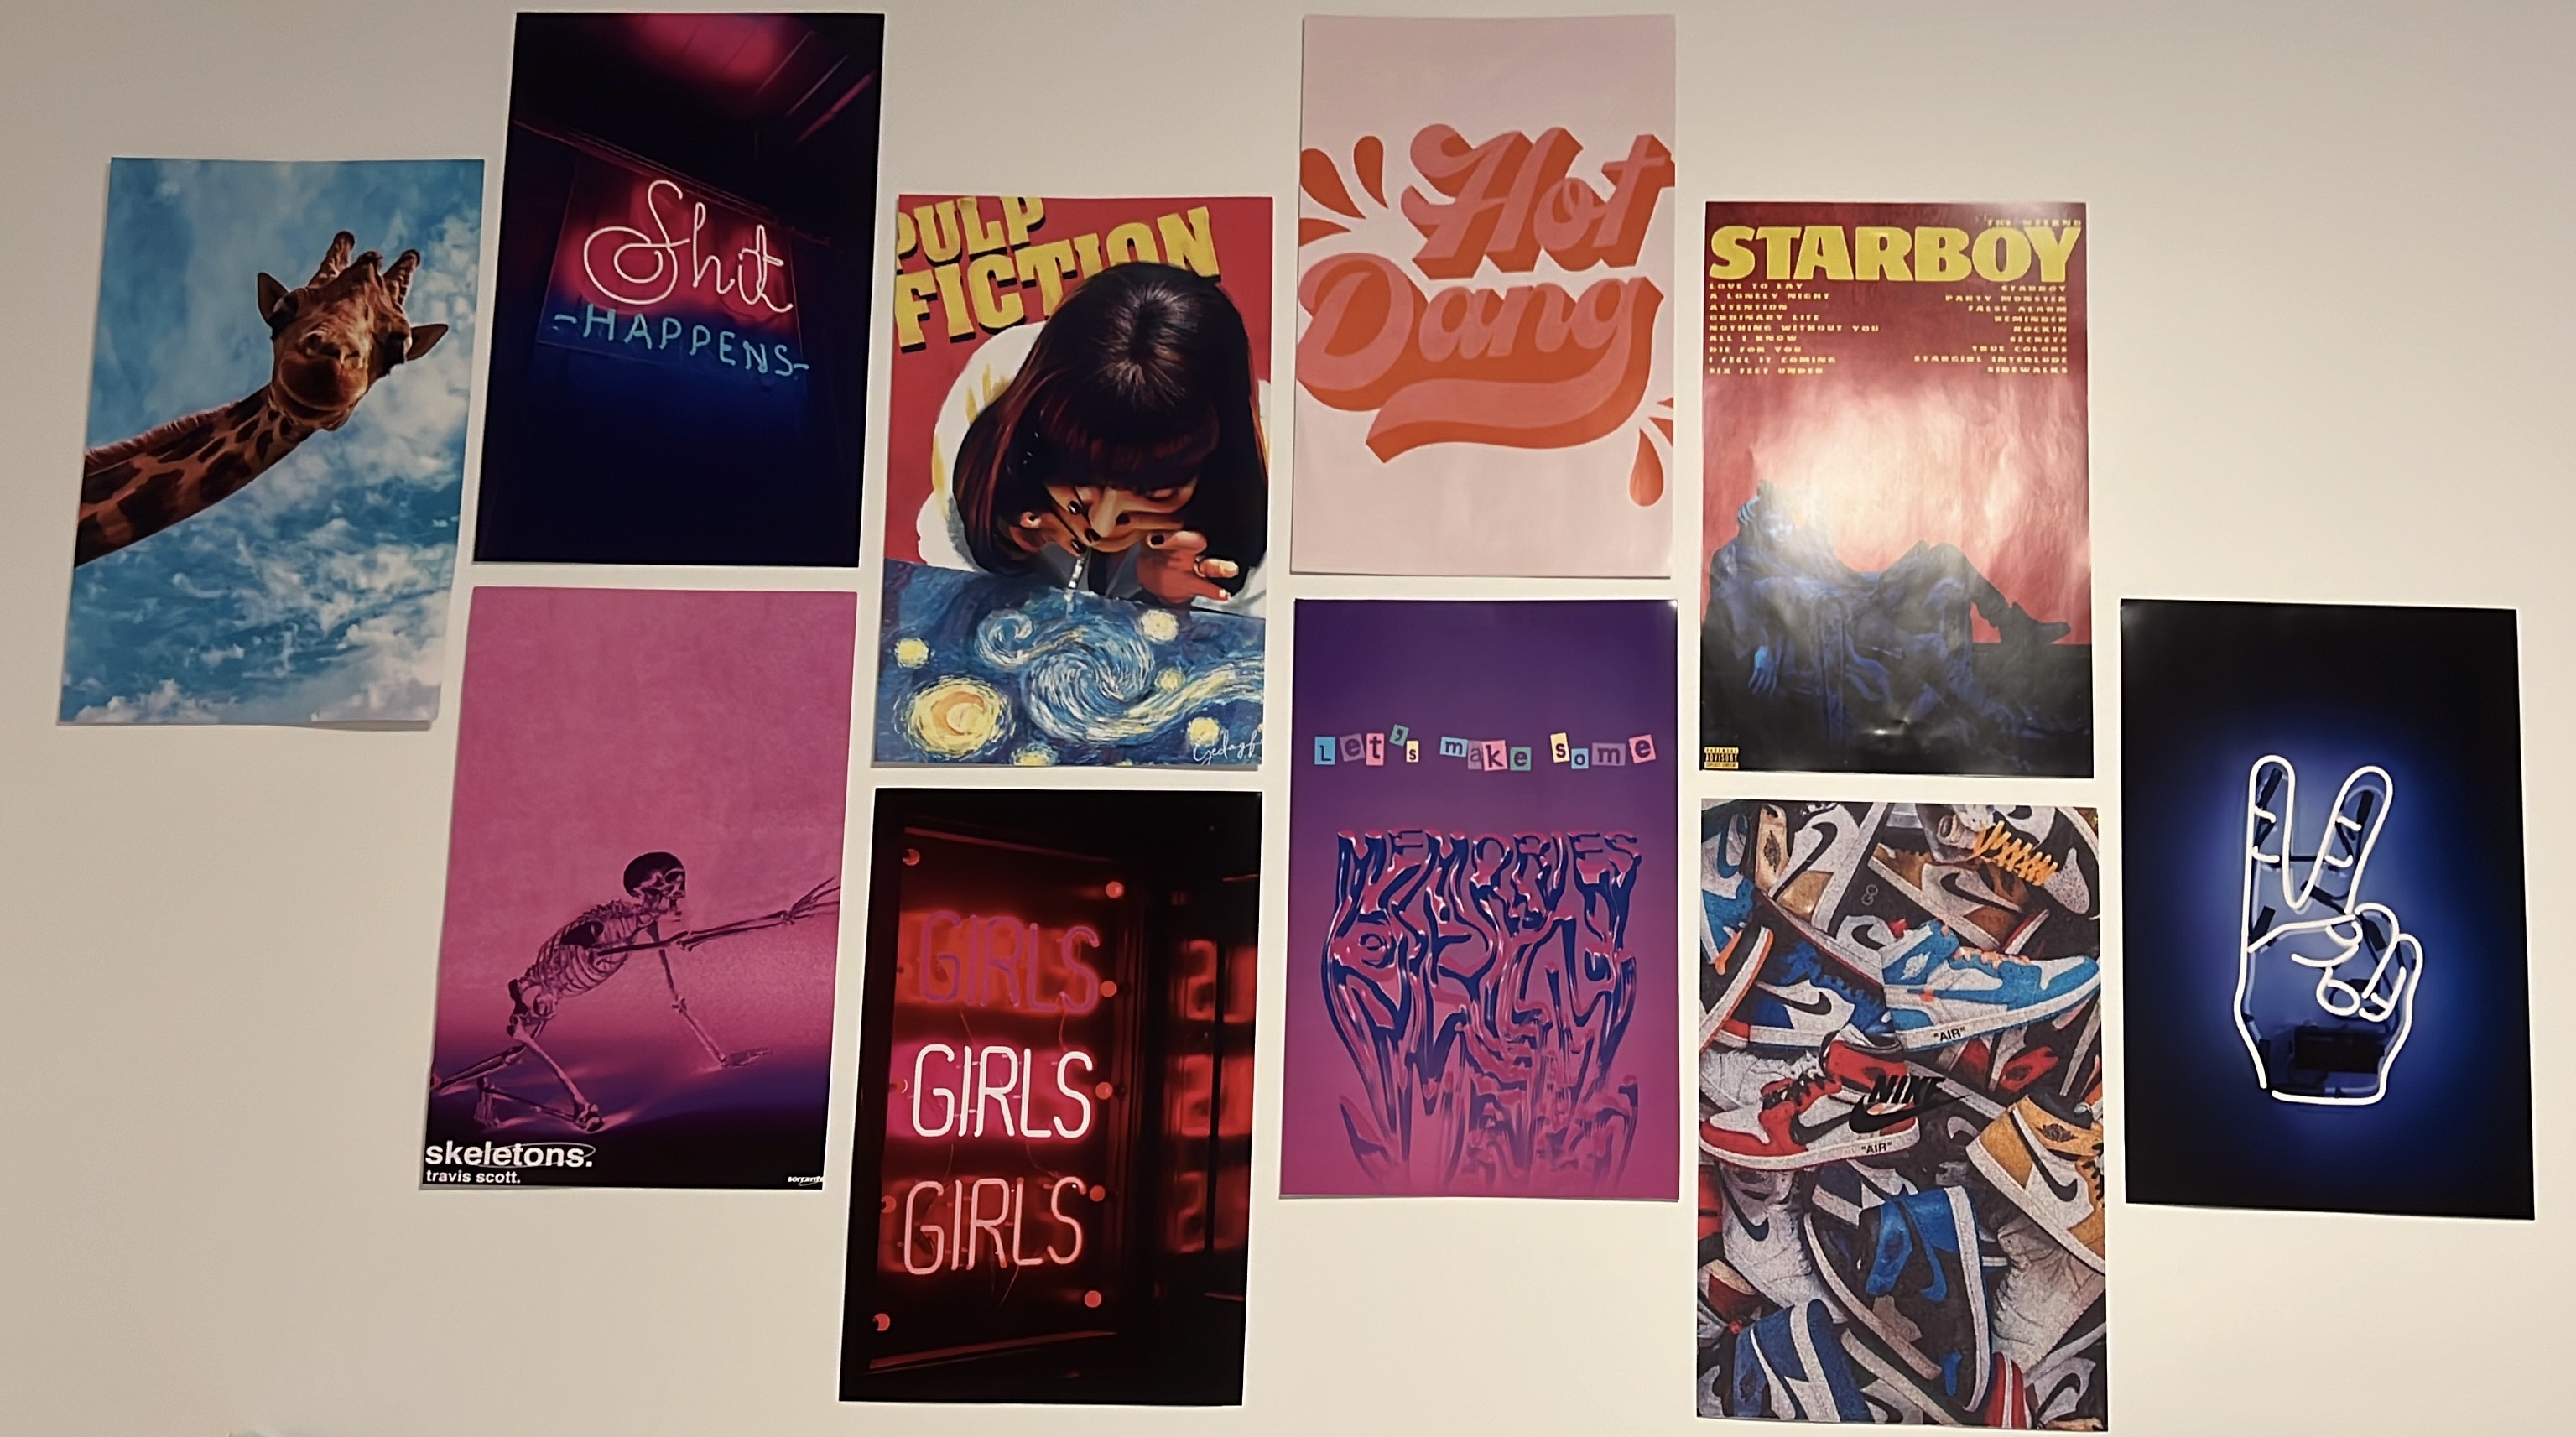 Shit
-HAPPENS-
PULP
FICTION
Gedogf
Hot
Dang
THE WEEKND
STARBOY
LOVE TO LAY
A LONELY NIGHT
ATTENTION
ORDINARY LIFE
NOTHING WITHOUT YOU
ALL I KNOW
DIE FOR YOU
I FEEL IT COMING
SIX FEET UNDER
STARBOY
PARTY MONSTER
FALSE ALARM
REMINDER
ROCKIN
SECRETS
TRUE COLORS
STARGIRL INTERLUDE
SIDEWALKS
skeletons.
travis scott.
GIRLS
GIRLS
GIRLS
Let's make some
MEMORIES
"AIR"
NIKE
"AIR"